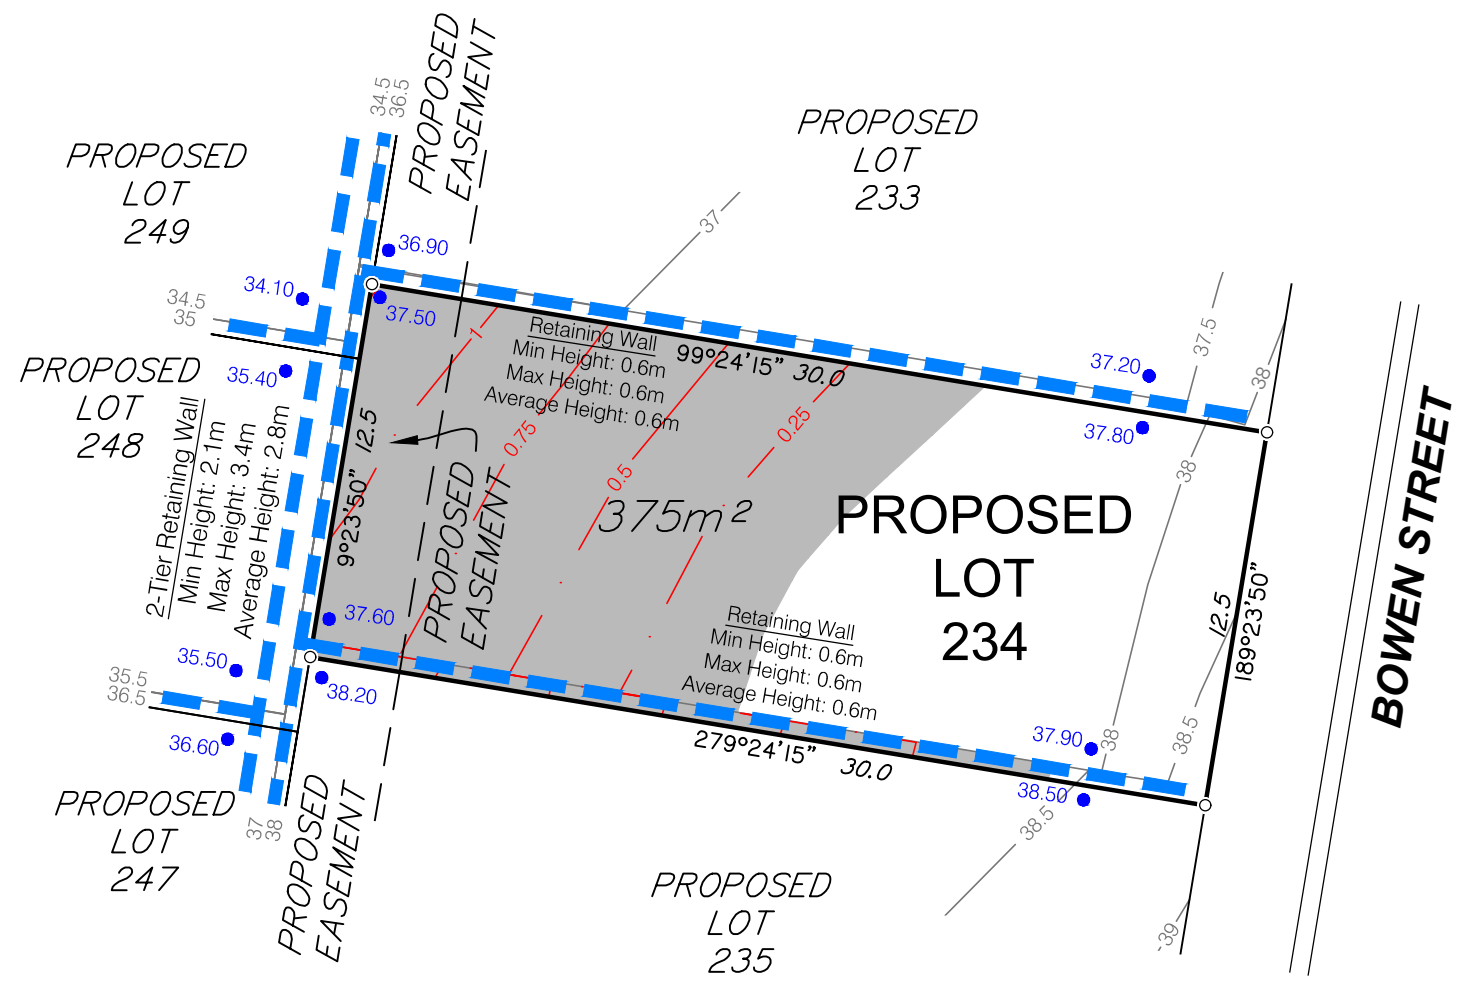 34.5
36.5
PROPOSED
EASEMENT
PROPOSED
LOT
249
PROPOSED
LOT
233
37
36.90
34.10
37.50
34.5
35
35.40
PROPOSED
LOT
248
Retaining Wall
Min Height: 0.6m
Max Height: 0.6m
Average Height: 0.6m
99°24'15" 30.0
37.20
37.5
38
37.80
38
1
0.75
0.5
0.25
2-Tier Retaining Wall
Min Height: 2.1m
Max Height: 3.4m
Average Height: 2.8m
9°23'50" 12.5
PROPOSED
EASEMENT
375m²
PROPOSED
LOT
234
BOWEN STREET
12.5
189°23'50"
37.60
35.50
38.20
35.5
36.5
36.60
Retaining Wall
Min Height: 0.6m
Max Height: 0.6m
Average Height: 0.6m
279°24'15" 30.0
37.90
38
38.5
38.50
38.5
39
PROPOSED
LOT
247
37
38
PROPOSED
EASEMENT
PROPOSED
LOT
235